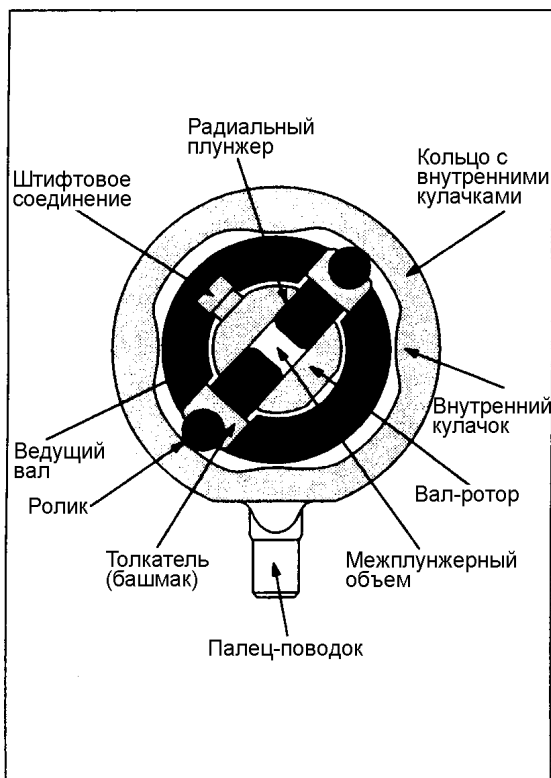 Радиальный
плунжер
Кольцо с
внутренними
кулачками
Штифтовое
соединение
Внутренний
кулачок
Ведущий
вал
Вал-ротор
Ролик
Толкатель
(башмак)
Межплунжерный
объем
Палец-поводок